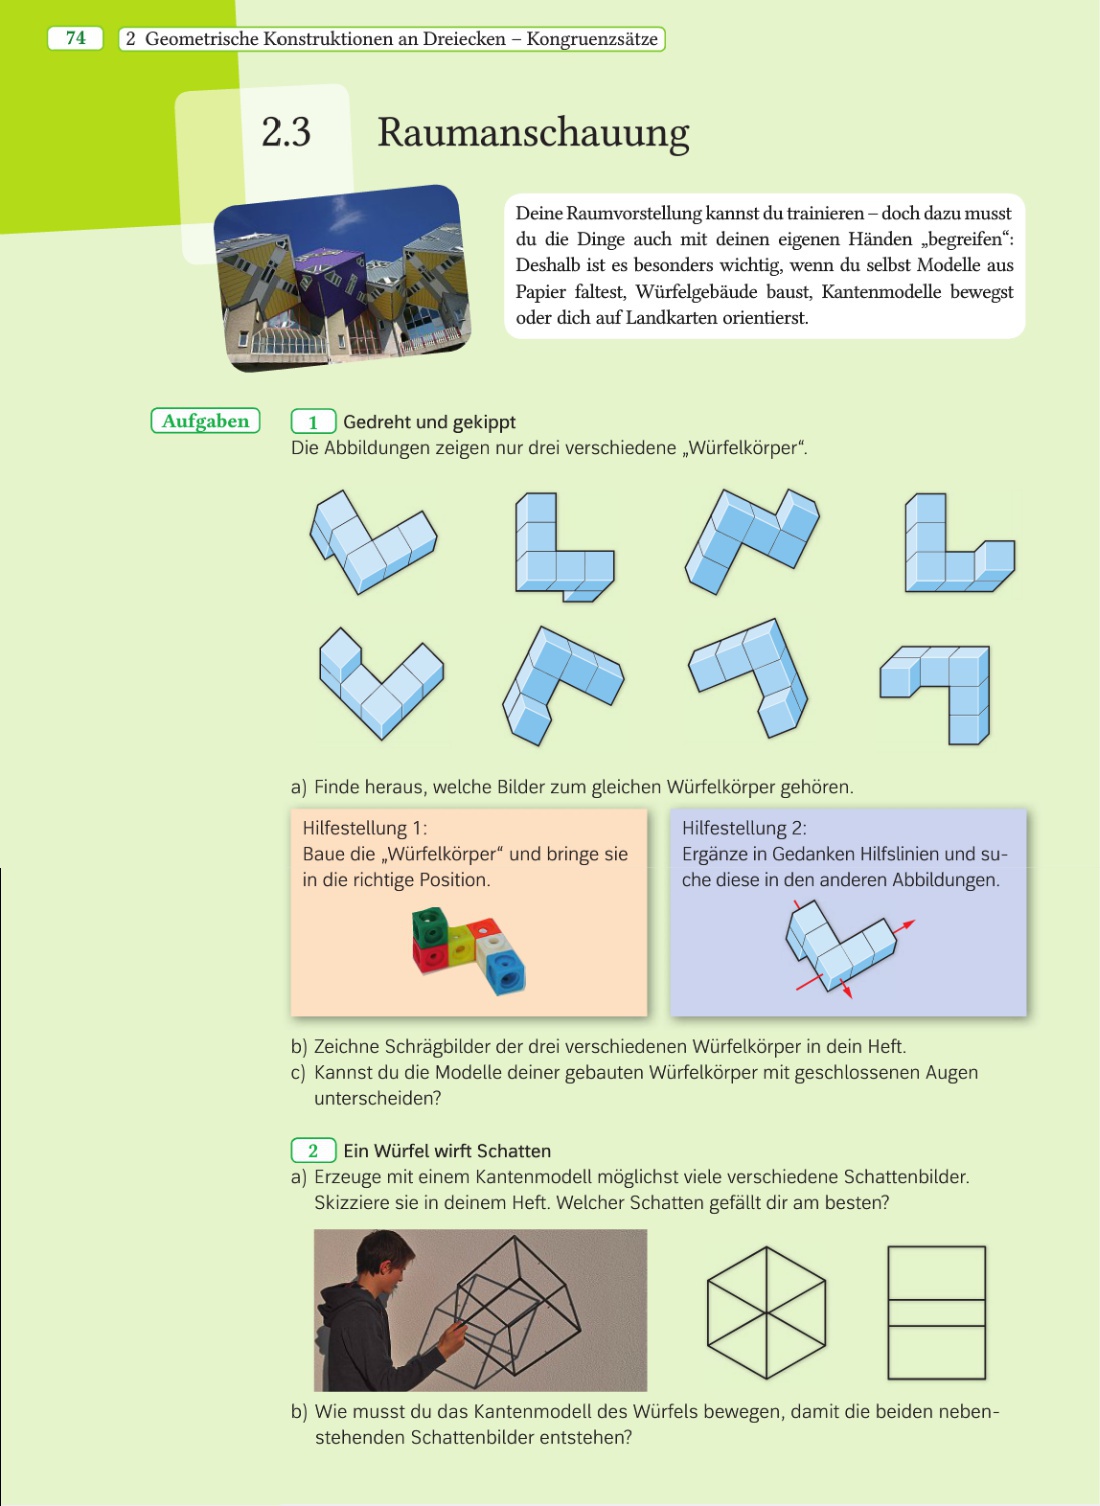 74
2 Geometrische Konstruktionen an Dreiecken – Kongruenzsätze
2.3 Raumanschauung
Deine Raumvorstellung kannst du trainieren – doch dazu musst
du die Dinge auch mit deinen eigenen Händen „begreifen“:
Deshalb ist es besonders wichtig, wenn du selbst Modelle aus
Papier faltest, Würfelgebäude baust, Kantenmodelle bewegst
oder dich auf Landkarten orientierst.
Aufgaben
1 Gedreht und gekippt
Die Abbildungen zeigen nur drei verschiedene „Würfelkörper“.
a) Finde heraus, welche Bilder zum gleichen Würfelkörper gehören.
Hilfestellung 1:
Baue die „Würfelkörper“ und bringe sie
in die richtige Position.
Hilfestellung 2:
Ergänze in Gedanken Hilfslinien und su-
che diese in den anderen Abbildungen.
b) Zeichne Schrägbilder der drei verschiedenen Würfelkörper in dein Heft.
c) Kannst du die Modelle deiner gebauten Würfelkörper mit geschlossenen Augen
unterscheiden?
2 Ein Würfel wirft Schatten
a) Erzeuge mit einem Kantenmodell möglichst viele verschiedene Schattenbilder.
Skizziere sie in deinem Heft. Welcher Schatten gefällt dir am besten?
b) Wie musst du das Kantenmodell des Würfels bewegen, damit die beiden neben-
stehenden Schattenbilder entstehen?